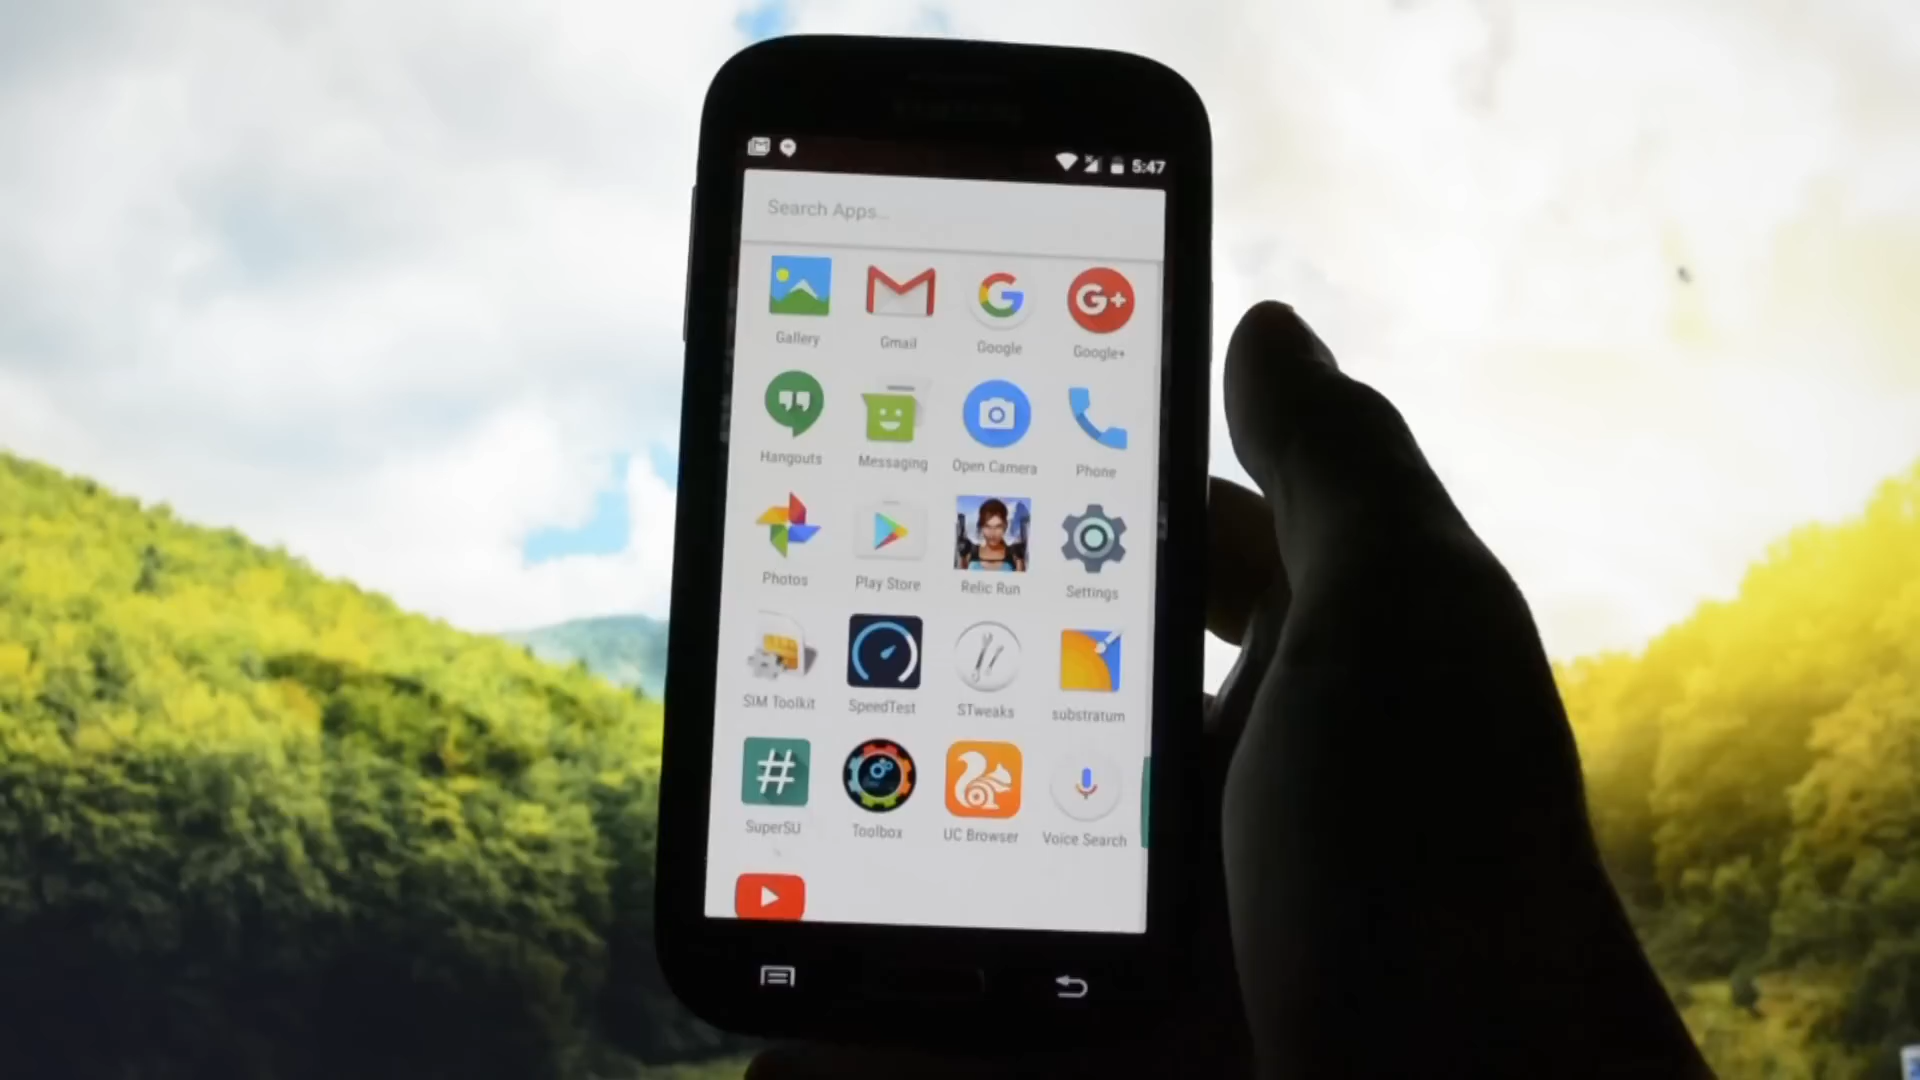 5:47
Search Apps...
Gallery Gmail Google Google+
G+
Hangouts Messaging Open Camera Phone
Photos Play Store Relic Run Settings
SIM Toolkit SpeedTest STweaks substratum
#
SuperSU Toolbox UC Browser Voice Search